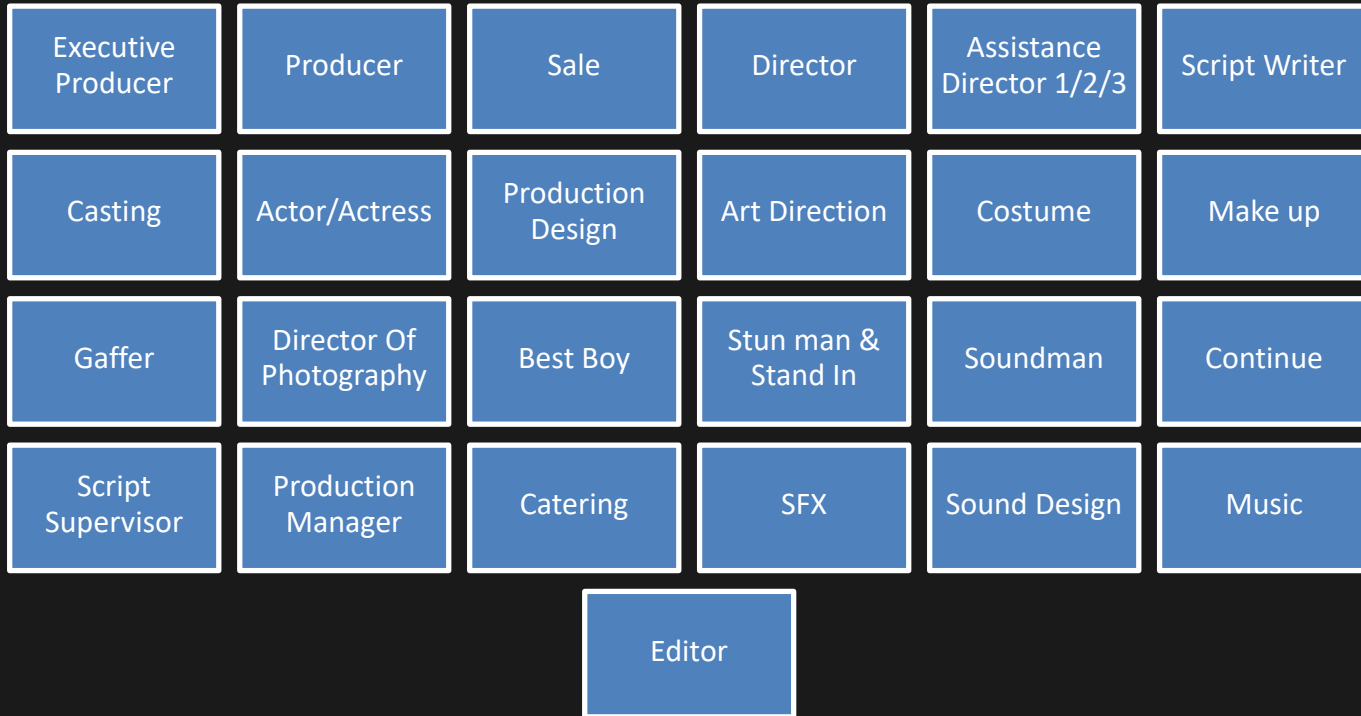 Executive
Producer
Producer
Sale
Director
Assistance
Director 1/2/3
Script Writer
Casting
Actor/Actress
Production
Design
Art Direction
Costume
Make up
Gaffer
Director Of
Photography
Best Boy
Stun man &
Stand In
Soundman
Continue
Script
Supervisor
Production
Manager
Catering
SFX
Sound Design
Music
Editor